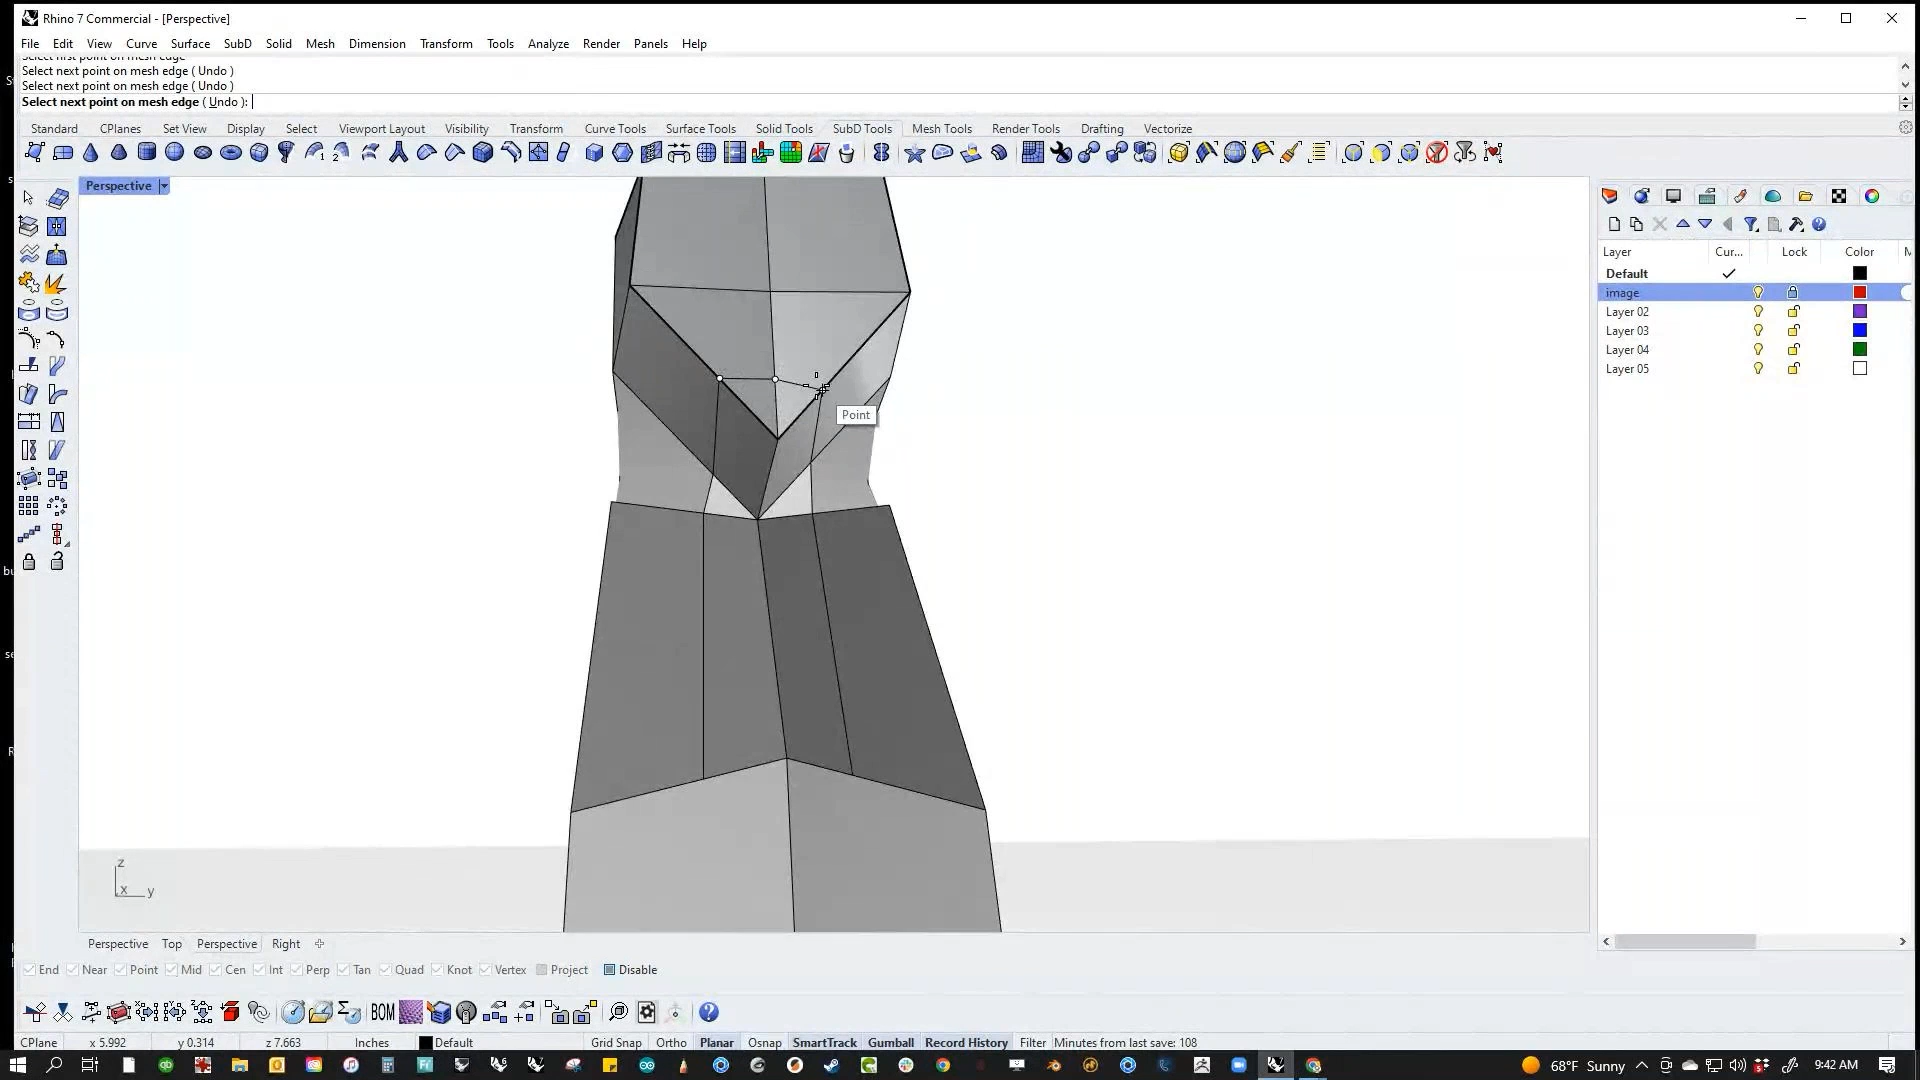 Rhino 7 Commercial - [Perspective]
File Edit View Curve Surface SubD Solid Mesh Dimension Transform Tools Analyze Render Panels Help
Select first point on mesh edge
Select next point on mesh edge ( Undo )
Select next point on mesh edge ( Undo )
Select next point on mesh edge ( Undo ):
Standard CPlanes Set View Display Select Viewport Layout Visibility Transform Curve Tools Surface Tools Solid Tools SubD Tools Mesh Tools Render Tools Drafting Vectorize
Perspective
Layer Cur... Lock Color M
Default
image
Layer 02
Layer 03
Layer 04
Layer 05
Point
z
x y
Perspective Top Perspective Right
End Near Point Mid Cen Int Perp Tan Quad Knot Vertex Project Disable
BOM
CPlane x 5.992 y 0.314 z 7.663 Inches Default Grid Snap Ortho Planar Osnap SmartTrack Gumball Record History Filter Minutes from last save: 108
68°F Sunny 9:42 AM